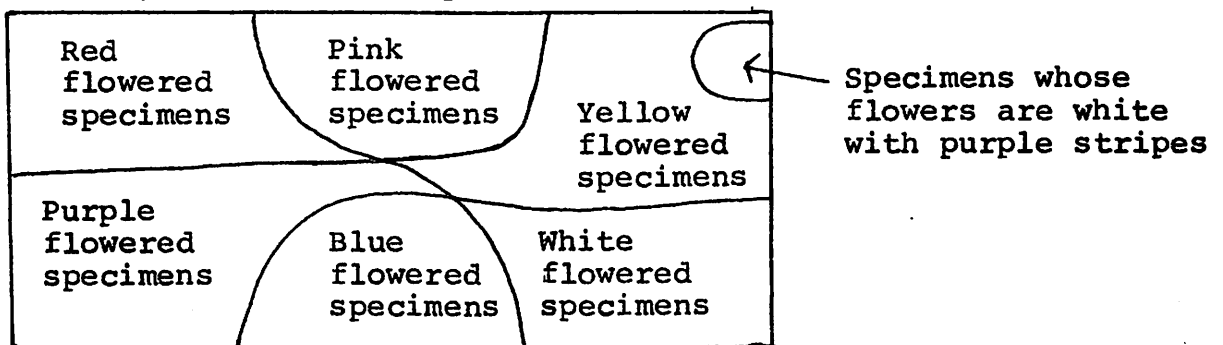 Red
flowered
specimens
Pink
flowered
specimens
Yellow
flowered
specimens
Specimens whose
flowers are white
with purple stripes
Purple
flowered
specimens
Blue
flowered
specimens
White
flowered
specimens